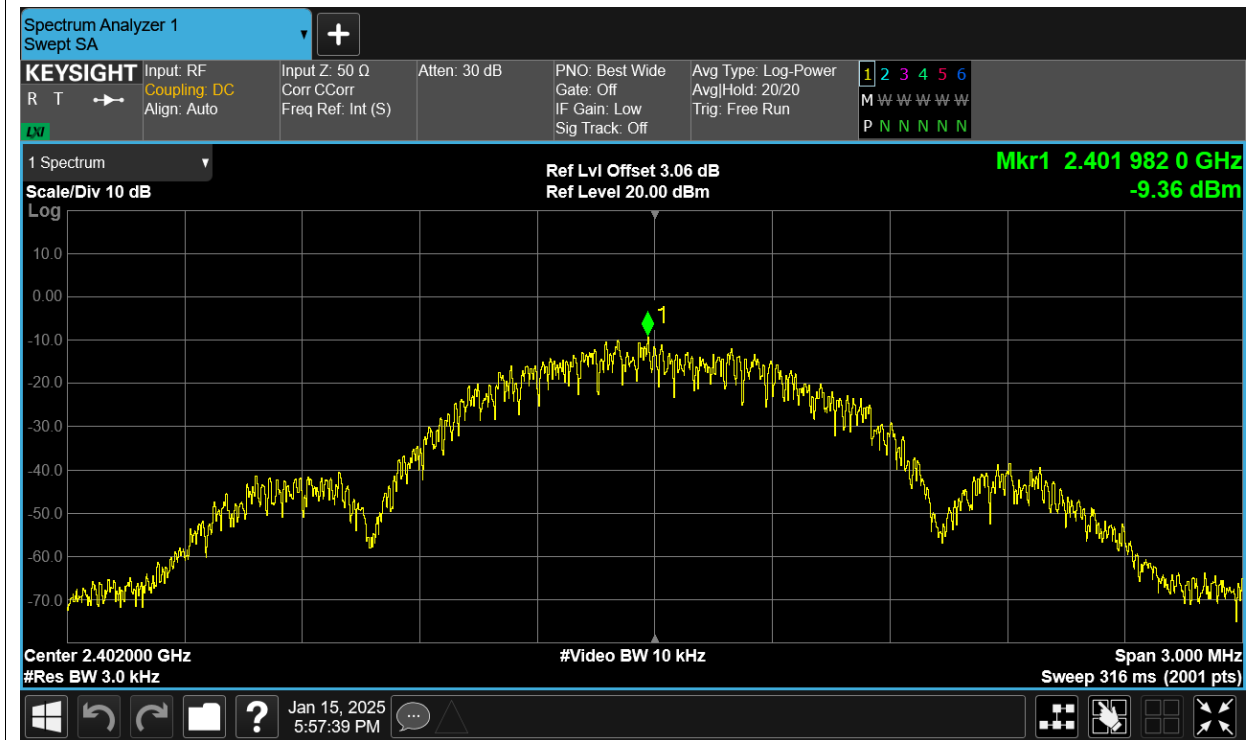 Spectrum Analyzer 1
Swept SA
KEYSIGHT
R T
LXI
Input: RF
Coupling: DC
Align: Auto
Input Z: 50 Ω
Corr CCorr
Freq Ref: Int (S)
Atten: 30 dB
PNO: Best Wide
Gate: Off
IF Gain: Low
Sig Track: Off
Avg Type: Log-Power
Avg|Hold: 20/20
Trig: Free Run
1 2 3 4 5 6
M W W W W W
P N N N N N
1 Spectrum
Scale/Div 10 dB
Log
Ref Lvl Offset 3.06 dB
Ref Level 20.00 dBm
Mkr1 2.401 982 0 GHz
-9.36 dBm
10.0
0.00
-10.0
-20.0
-30.0
-40.0
-50.0
-60.0
-70.0
1
Center 2.402000 GHz
#Res BW 3.0 kHz
#Video BW 10 kHz
Span 3.000 MHz
Sweep 316 ms (2001 pts)
?
Jan 15, 2025
5:57:39 PM